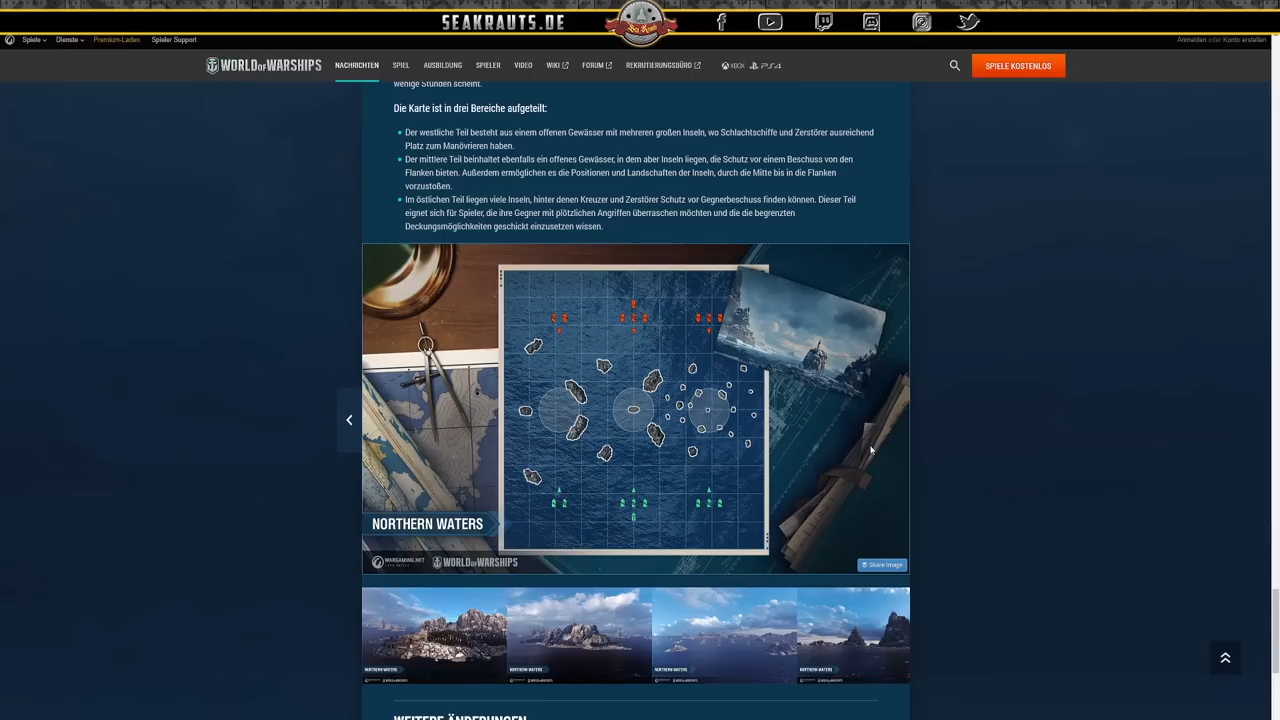 SEAKRAUTS.DE
Spiele
Dienste
Premium-Laden
Spieler Support
Anmelden oder Konto erstellen
WORLD OF WARSHIPS
NACHRICHTEN
SPIEL
AUSBILDUNG
SPIELER
VIDEO
WIKI
FORUM
REKRUTIERUNGSBÜRO
XBOX
PS4
SPIELE KOSTENLOS
wenige Stunden scheint.
Die Karte ist in drei Bereiche aufgeteilt:
Der westliche Teil besteht aus einem offenen Gewässer mit mehreren großen Inseln, wo Schlachtschiffe und Zerstörer ausreichend
Platz zum Manövrieren haben.
Der mittlere Teil beinhaltet ebenfalls ein offenes Gewässer, in dem aber Inseln liegen, die Schutz vor einem Beschuss von den
Flanken bieten. Außerdem ermöglichen es die Positionen und Landschaften der Inseln, durch die Mitte bis in die Flanken
vorzustoßen.
Im östlichen Teil liegen viele Inseln, hinter denen Kreuzer und Zerstörer Schutz vor Gegnerbeschuss finden können. Dieser Teil
eignet sich für Spieler, die ihre Gegner mit plötzlichen Angriffen überraschen möchten und die die begrenzten
Deckungsmöglichkeiten geschickt einzusetzen wissen.
NORTHERN WATERS
WARGAMING.NET
WORLD OF WARSHIPS
Share Image
NORTHERN WATERS
NORTHERN WATERS
NORTHERN WATERS
NORTHERN WATERS
WEITERE ÄNDERUNGEN